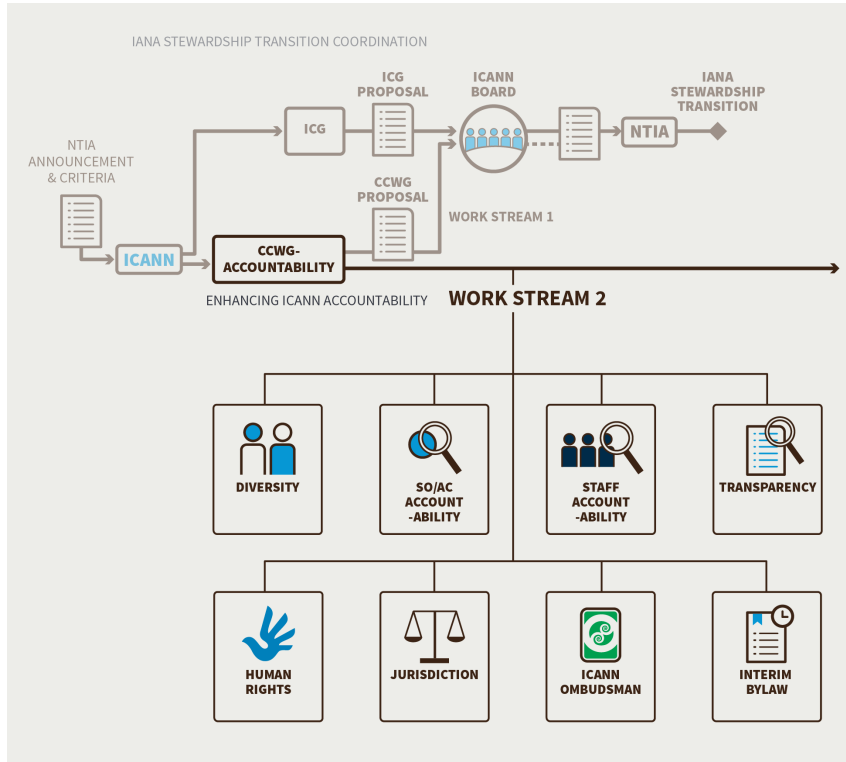 IANA STEWARDSHIP TRANSITION COORDINATION
ICG
PROPOSAL
ICANN
BOARD
IANA
STEWARDSHIP
TRANSITION
ICG
NTIA
NTIA
ANNOUNCEMENT
& CRITERIA
CCWG
PROPOSAL
WORK STREAM 1
ICANN
CCWG-
ACCOUNTABILITY
ENHANCING ICANN ACCOUNTABILITY
WORK STREAM 2
DIVERSITY
SO/AC
ACCOUNT
-ABILITY
STAFF
ACCOUNT
-ABILITY
TRANSPARENCY
HUMAN
RIGHTS
JURISDICTION
ICANN
OMBUDSMAN
INTERIM
BYLAW